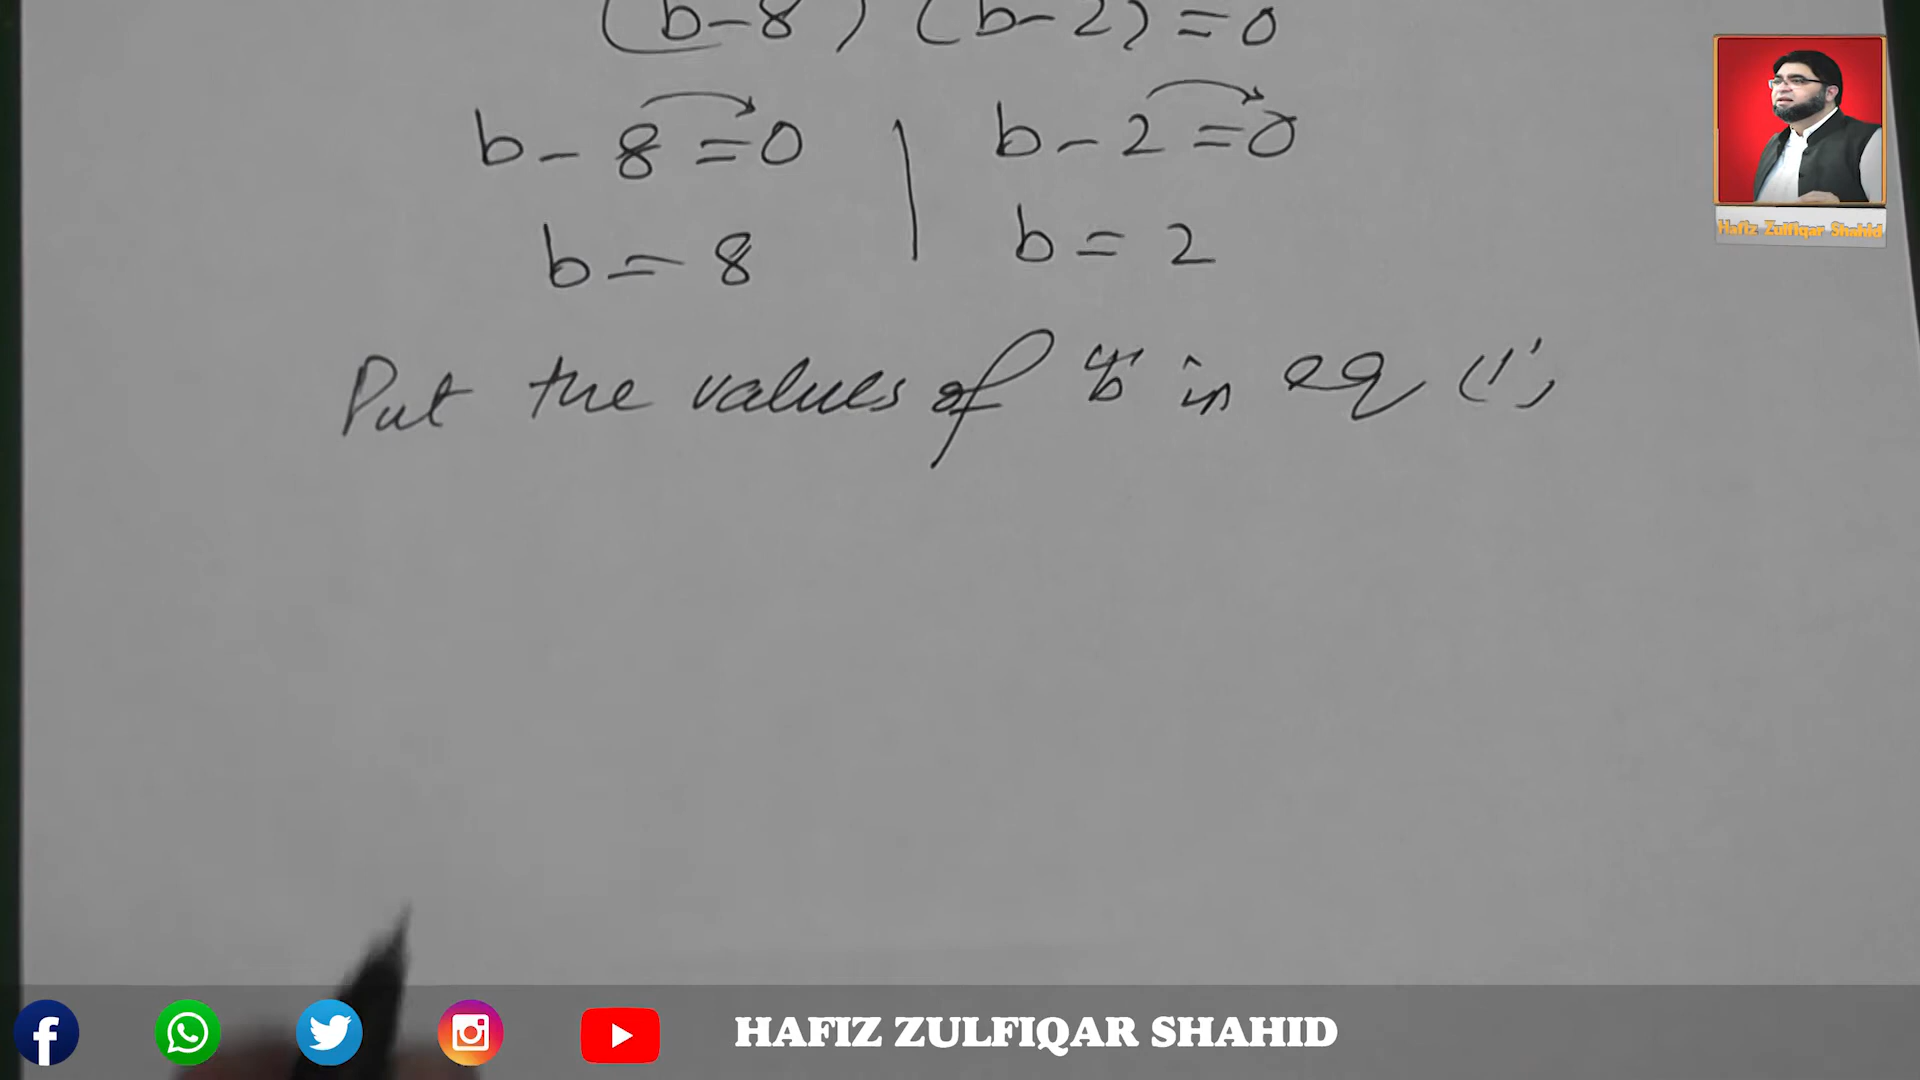 (b-8) (b-2) = 0
b - 8 = 0 | b - 2 = 0
b = 8 | b = 2
Put the values of 'b' in eq (1),
Hafiz Zulfiqar Shahid
HAFIZ ZULFIQAR SHAHID